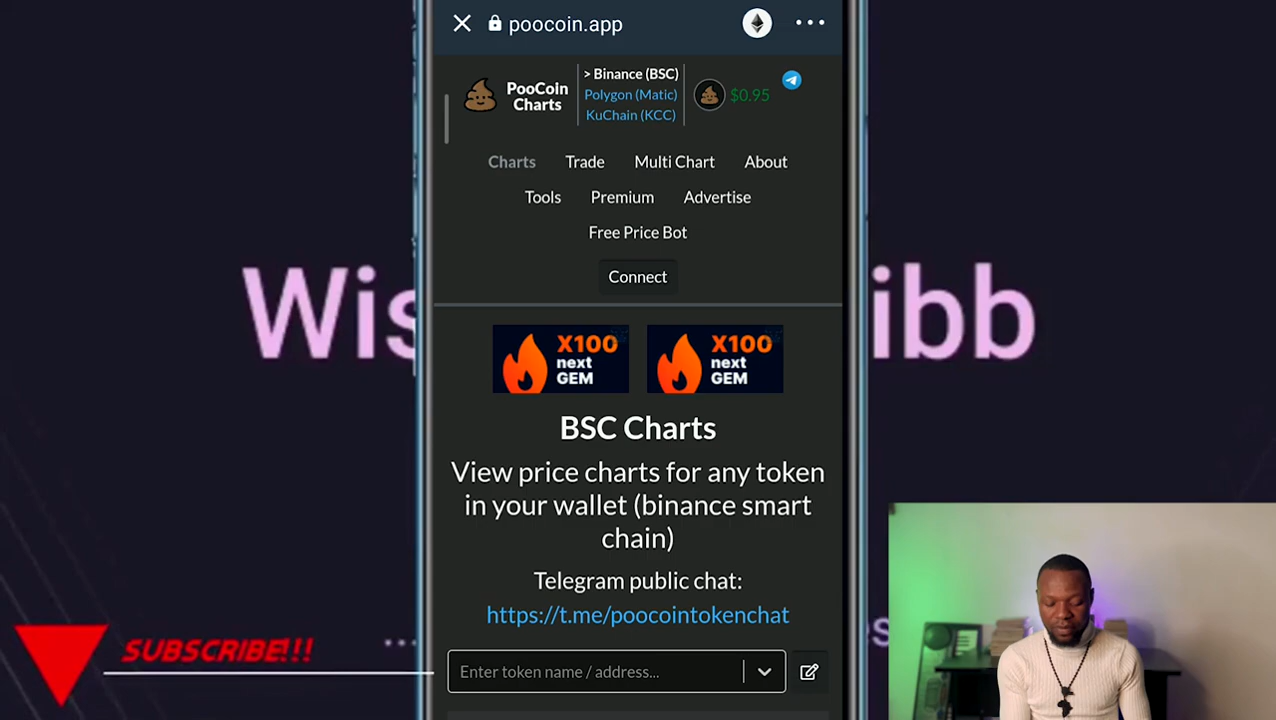 poocoin.app
PooCoin
Charts
> Binance (BSC)
Polygon (Matic)
KuChain (KCC)
$0.95
Charts Trade Multi Chart About
Tools Premium Advertise
Free Price Bot
Connect
Wis
ibb
X100
next
GEM
X100
next
GEM
BSC Charts
View price charts for any token
in your wallet (binance smart
chain)
Telegram public chat:
https://t.me/poocointokenchat
Enter token name / address...
SUBSCRIBE!!!